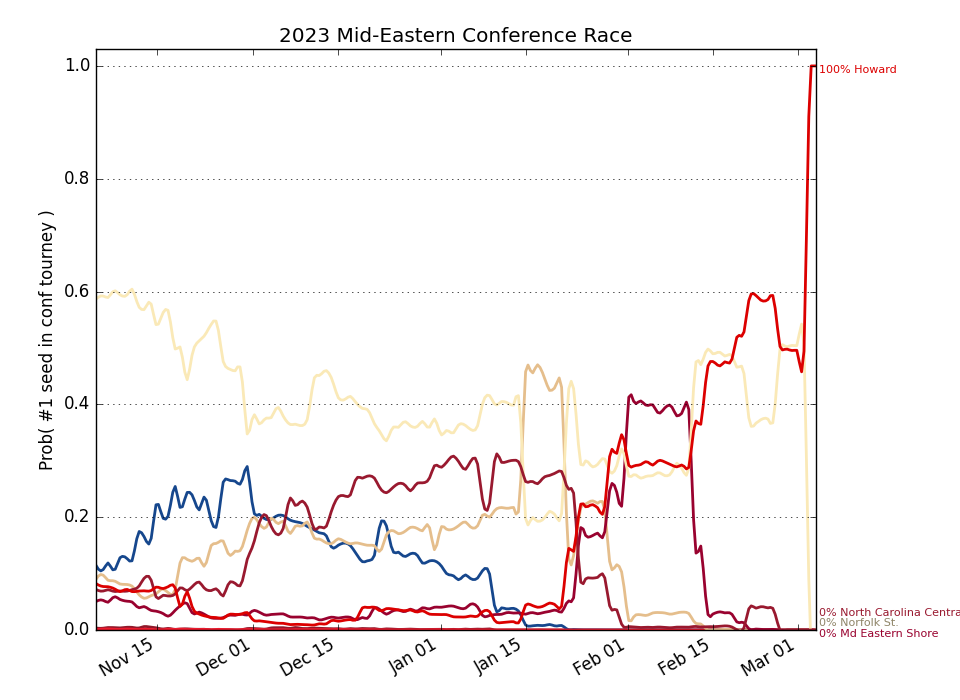 2023 Mid-Eastern Conference Race
Prob( #1 seed in conf tourney )
1.0
0.8
0.6
0.4
0.2
0.0
Nov 15
Dec 01
Dec 15
Jan 01
Jan 15
Feb 01
Feb 15
Mar 01
100% Howard
0% North Carolina Centra
0% Norfolk St.
0% Md Eastern Shore